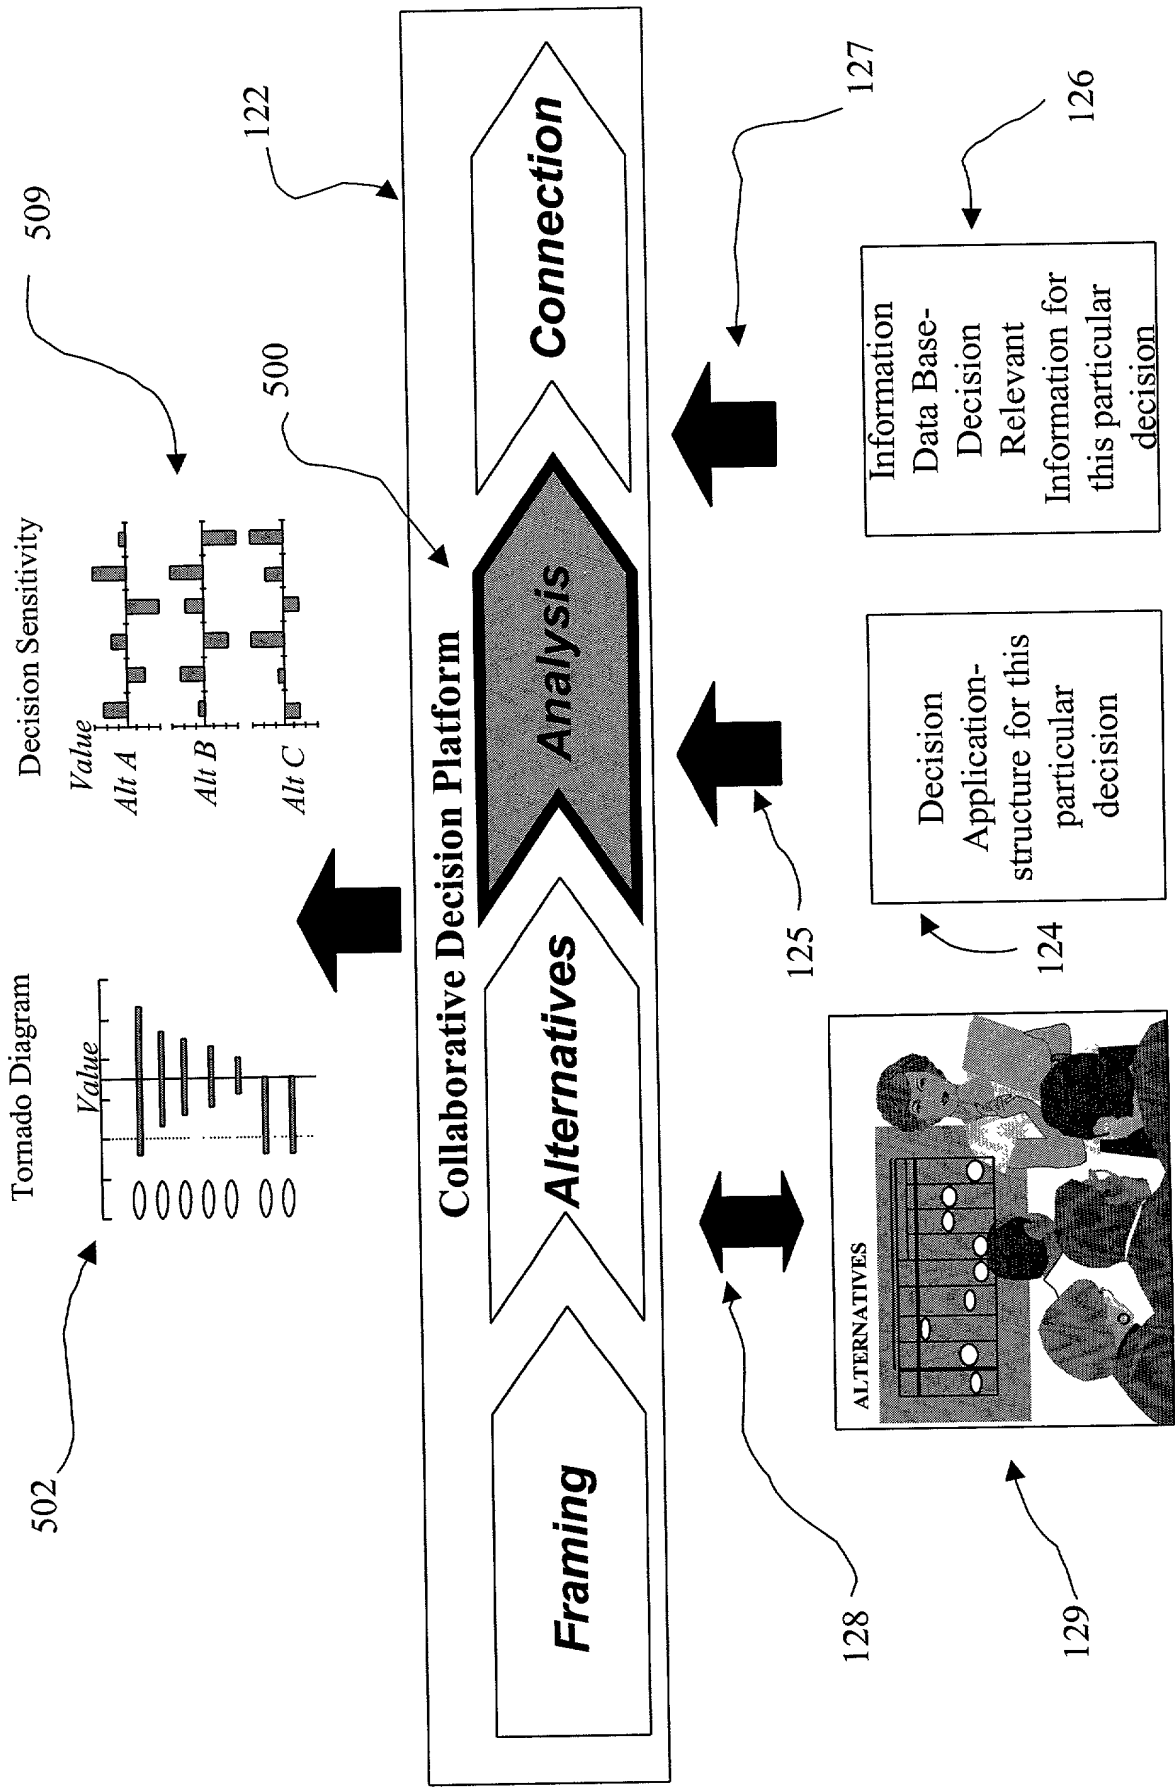 Tornado Diagram
Value
502
Decision Sensitivity
Value
Alt A
Alt B
Alt C
509
122
500
Collaborative Decision Platform
Framing
Alternatives
Analysis
Connection
128
125
127
ALTERNATIVES
129
124
Decision
Application-
structure for this
particular
decision
126
Information
Data Base-
Decision
Relevant
Information for
this particular
decision